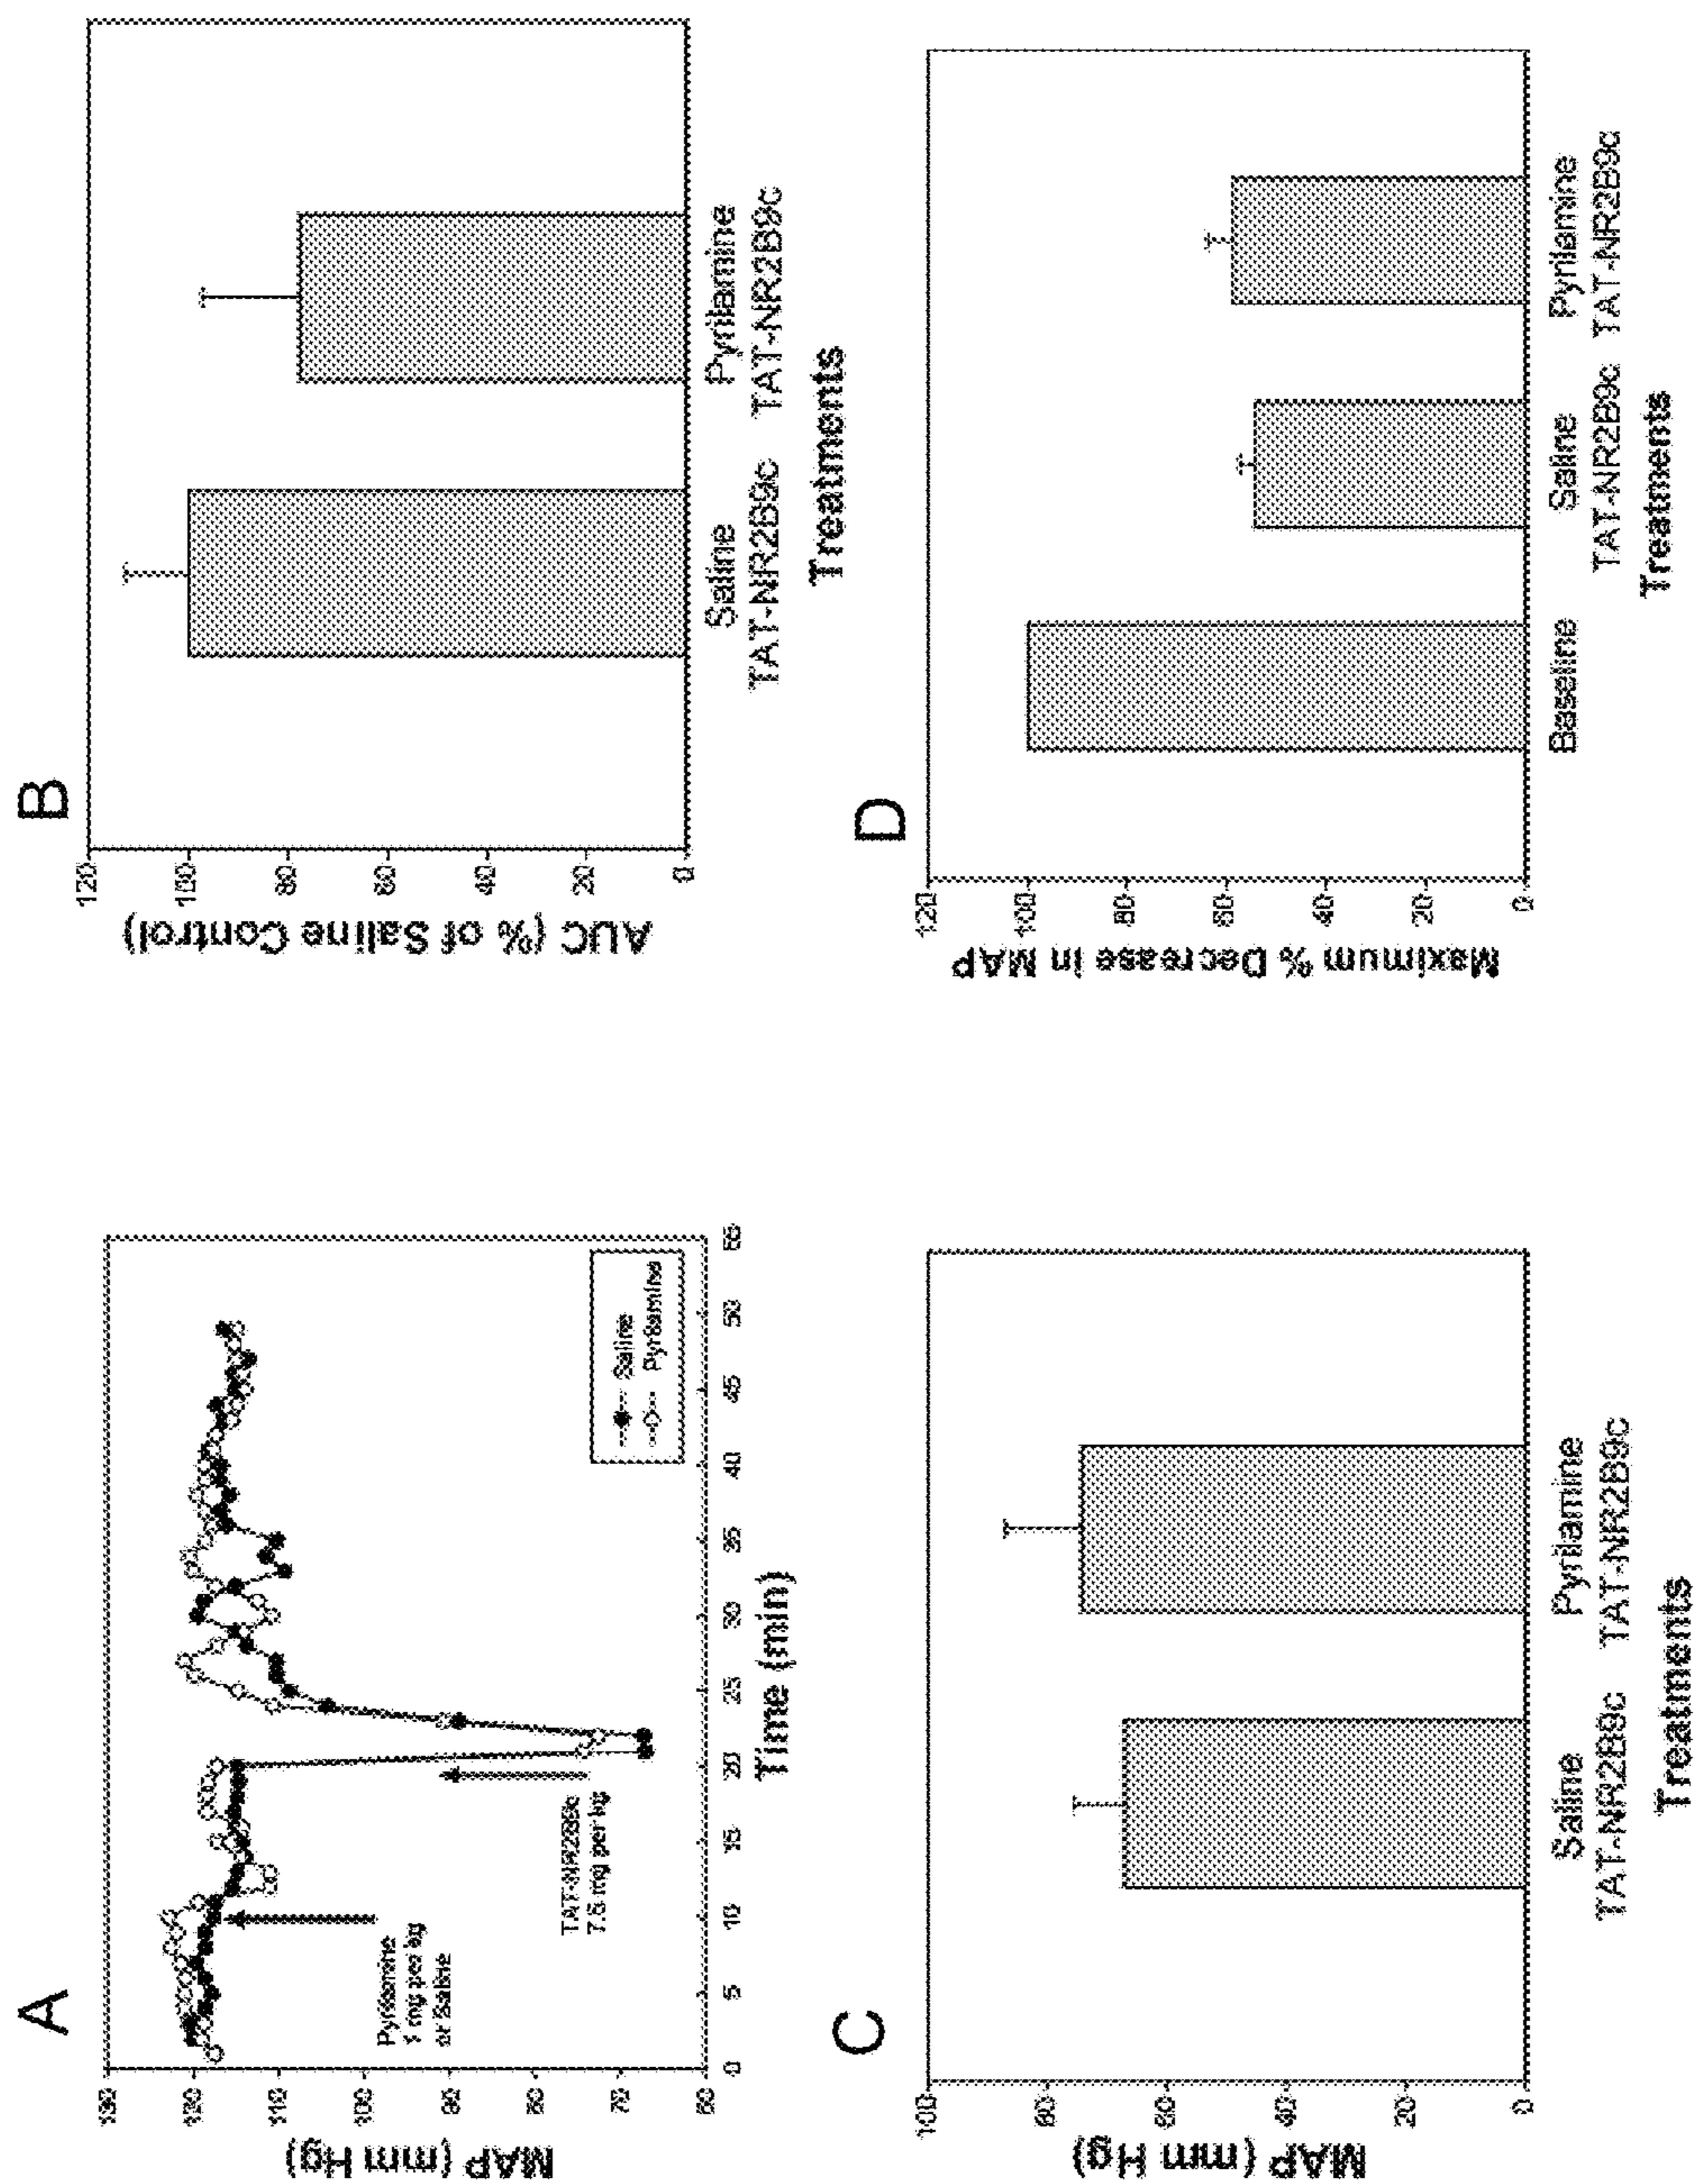 A
MAP (mm Hg)
130
120
110
100
90
80
70
60
Pyrilamine
1 mg per kg
or Saline
TAT-NR2B9c
7.5 mg per kg
Saline
Pyrilamine
0
5
10
15
20
25
30
35
40
45
50
55
Time (min)
B
AUC (% of Saline Control)
120
100
80
60
40
20
0
Saline
TAT-NR2B9c
Pyrilamine
TAT-NR2B9c
Treatments
C
MAP (mm Hg)
100
80
60
40
20
0
Saline
TAT-NR2B9c
Pyrilamine
TAT-NR2B9c
Treatments
D
Maximum % Decrease in MAP
120
100
80
60
40
20
0
Baseline
Saline
TAT-NR2B9c
Pyrilamine
TAT-NR2B9c
Treatments